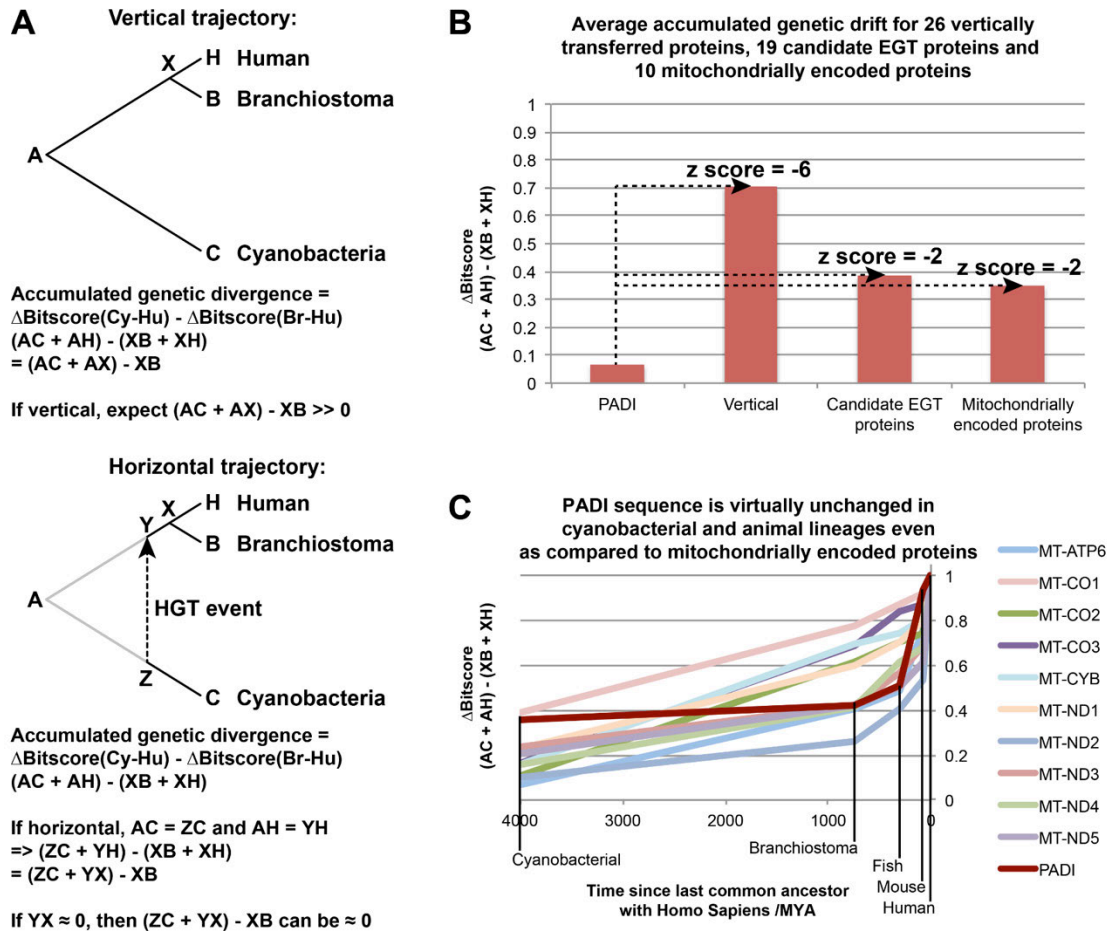 A
Vertical trajectory:
X
H Human
B Branchiostoma
A
C Cyanobacteria
Accumulated genetic divergence =
∆Bitscore(Cy-Hu) - ∆Bitscore(Br-Hu)
(AC + AH) - (XB + XH)
= (AC + AX) - XB
If vertical, expect (AC + AX) - XB >> 0
Horizontal trajectory:
H Human
X
Y
B Branchiostoma
A
HGT event
Z
C Cyanobacteria
Accumulated genetic divergence =
∆Bitscore(Cy-Hu) - ∆Bitscore(Br-Hu)
(AC + AH) - (XB + XH)
If horizontal, AC = ZC and AH = YH
=> (ZC + YH) - (XB + XH)
= (ZC + YX) - XB
If YX ≈ 0, then (ZC + YX) - XB can be ≈ 0
B
Average accumulated genetic drift for 26 vertically
transferred proteins, 19 candidate EGT proteins and
10 mitochondrially encoded proteins
∆Bitscore
(AC + AH) - (XB + XH)
1
0.9
0.8
0.7
0.6
0.5
0.4
0.3
0.2
0.1
0
z score = -6
z score = -2
z score = -2
PADI
Vertical
Candidate EGT
proteins
Mitochondrially
encoded proteins
C
PADI sequence is virtually unchanged in
cyanobacterial and animal lineages even
as compared to mitochondrially encoded proteins
∆Bitscore
(AC + AH) - (XB + XH)
1
0.8
0.6
0.4
0.2
0
4000
3000
2000
1000
0
Cyanobacterial
Branchiostoma
Fish
Mouse
Human
Time since last common ancestor
with Homo Sapiens /MYA
MT-ATP6
MT-CO1
MT-CO2
MT-CO3
MT-CYB
MT-ND1
MT-ND2
MT-ND3
MT-ND4
MT-ND5
PADI